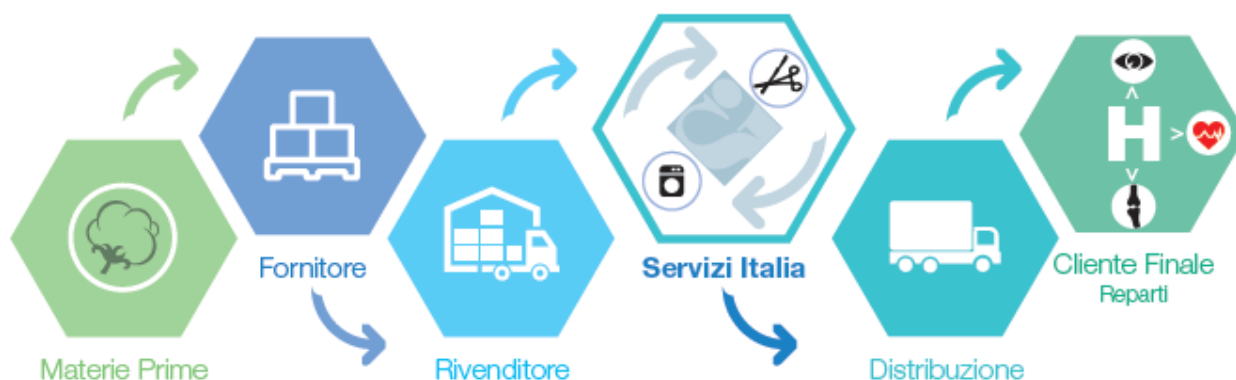 H
Fornitore
Servizi Italia
Cliente Finale
Reparti
Materie Prime
Rivenditore
Distribuzione